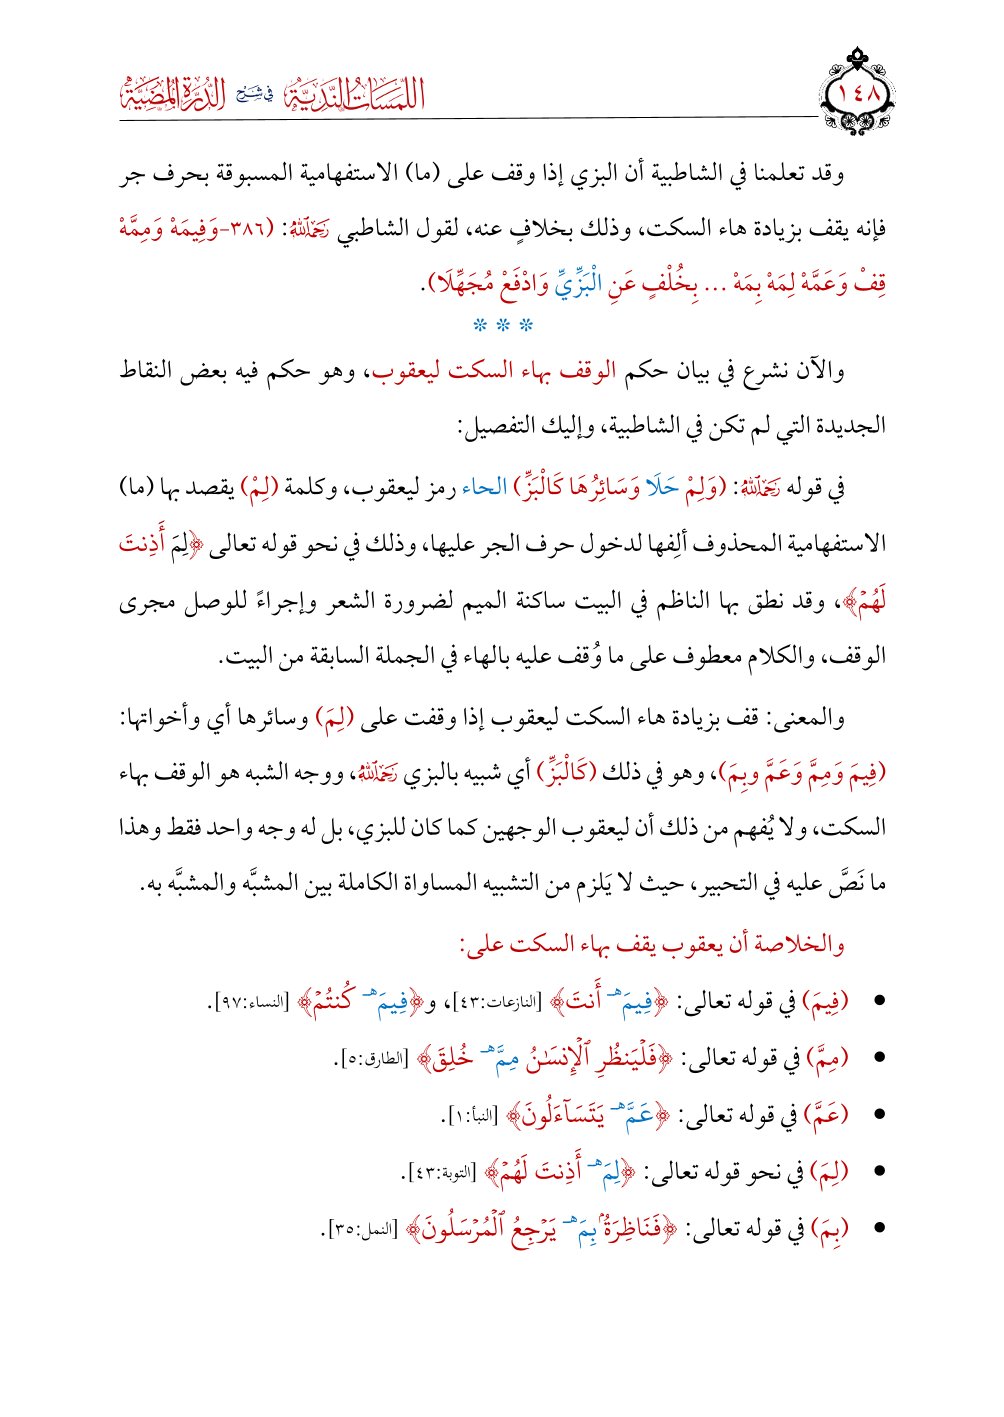 ١٤٨
اللمسات الندية في شرح الدرة المضية
وقد تعلمنا في الشاطبية أن البزي إذا وقف على (ما) الاستفهامية المسبوقة بحرف جر
فإنه يقف بزيادة هاء السكت، وذلك بخلافٍ عنه، لقول الشاطبي رَحِمَهُ ٱللَّهُ: (٣٨٦-وَفِيمَهْ وَمِمَّهْ
قِفْ وَعَمَّهْ لِمَهْ بِمَهْ ... بِخُلْفٍ عَنِ الْبَزِّيِّ وَادْفَعْ مُجَهِّلَا).
* * *
والآن نشرع في بيان حكم الوقف بهاء السكت ليعقوب، وهو حكم فيه بعض النقاط
الجديدة التي لم تكن في الشاطبية، وإليك التفصيل:
في قوله رَحِمَهُ ٱللَّهُ: (وَلِمْ حَلَا وَسَائِرُهَا كَالْبَزِّ) الحاء رمز ليعقوب، وكلمة (لِمْ) يقصد بها (ما)
الاستفهامية المحذوف ألِفها لدخول حرف الجر عليها، وذلك في نحو قوله تعالى ﴿لِمَ أَذِنتَ
لَهُمۡ﴾، وقد نطق بها الناظم في البيت ساكنة الميم لضرورة الشعر وإجراءً للوصل مجرى
الوقف، والكلام معطوف على ما وُقف عليه بالهاء في الجملة السابقة من البيت.
والمعنى: قف بزيادة هاء السكت ليعقوب إذا وقفت على (لِمَ) وسائرها أي وأخواتها:
(فِيمَ وَمِمَّ وَعَمَّ وبِمَ)، وهو في ذلك (كَالْبَزِّ) أي شبيه بالبزي رَحِمَهُ ٱللَّهُ، ووجه الشبه هو الوقف بهاء
السكت، ولا يُفهم من ذلك أن ليعقوب الوجهين كما كان للبزي، بل له وجه واحد فقط وهذا
ما نَصَّ عليه في التحبير، حيث لا يَلزم من التشبيه المساواة الكاملة بين المشبَّه والمشبَّه به.
والخلاصة أن يعقوب يقف بهاء السكت على:
● (فِيمَ) في قوله تعالى: ﴿فِيمَ هـ أَنتَ﴾ [النازعات:٤٣]، و﴿فِيمَ هـ كُنتُمۡ﴾ [النساء:٩٧].
● (مِمَّ) في قوله تعالى: ﴿فَلۡيَنظُرِ ٱلۡإِنسَٰنُ مِمَّ هـ خُلِقَ﴾ [الطارق:٥].
● (عَمَّ) في قوله تعالى: ﴿عَمَّ هـ يَتَسَآءَلُونَ﴾ [النبأ:١].
● (لِمَ) في نحو قوله تعالى: ﴿لِمَ هـ أَذِنتَ لَهُمۡ﴾ [التوبة:٤٣].
● (بِمَ) في قوله تعالى: ﴿فَنَاظِرَةُۢ بِمَ هـ يَرۡجِعُ ٱلۡمُرۡسَلُونَ﴾ [النمل:٣٥].